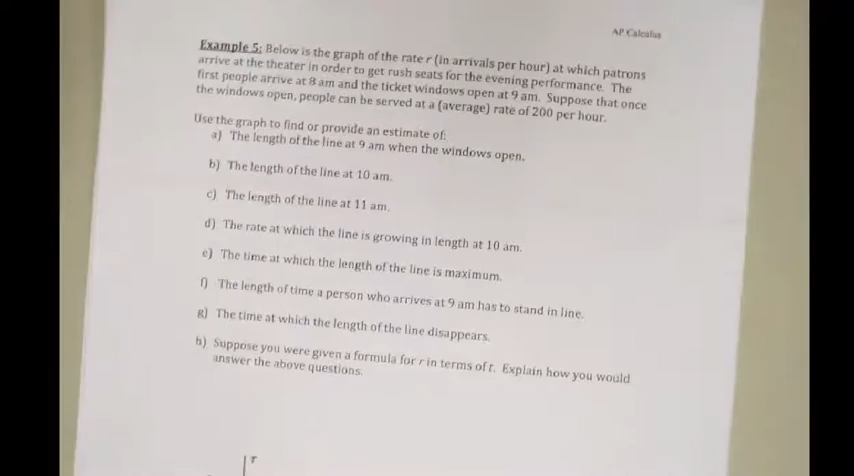 AP Calculus
Example 5: Below is the graph of the rate r (in arrivals per hour) at which patrons
arrive at the theater in order to get rush seats for the evening performance. The
first people arrive at 8 am and the ticket windows open at 9 am. Suppose that once
the windows open, people can be served at a (average) rate of 200 per hour.
Use the graph to find or provide an estimate of:
a) The length of the line at 9 am when the windows open.
b) The length of the line at 10 am.
c) The length of the line at 11 am.
d) The rate at which the line is growing in length at 10 am.
e) The time at which the length of the line is maximum.
f) The length of time a person who arrives at 9 am has to stand in line.
g) The time at which the length of the line disappears.
h) Suppose you were given a formula for r in terms of t. Explain how you would
answer the above questions.
r